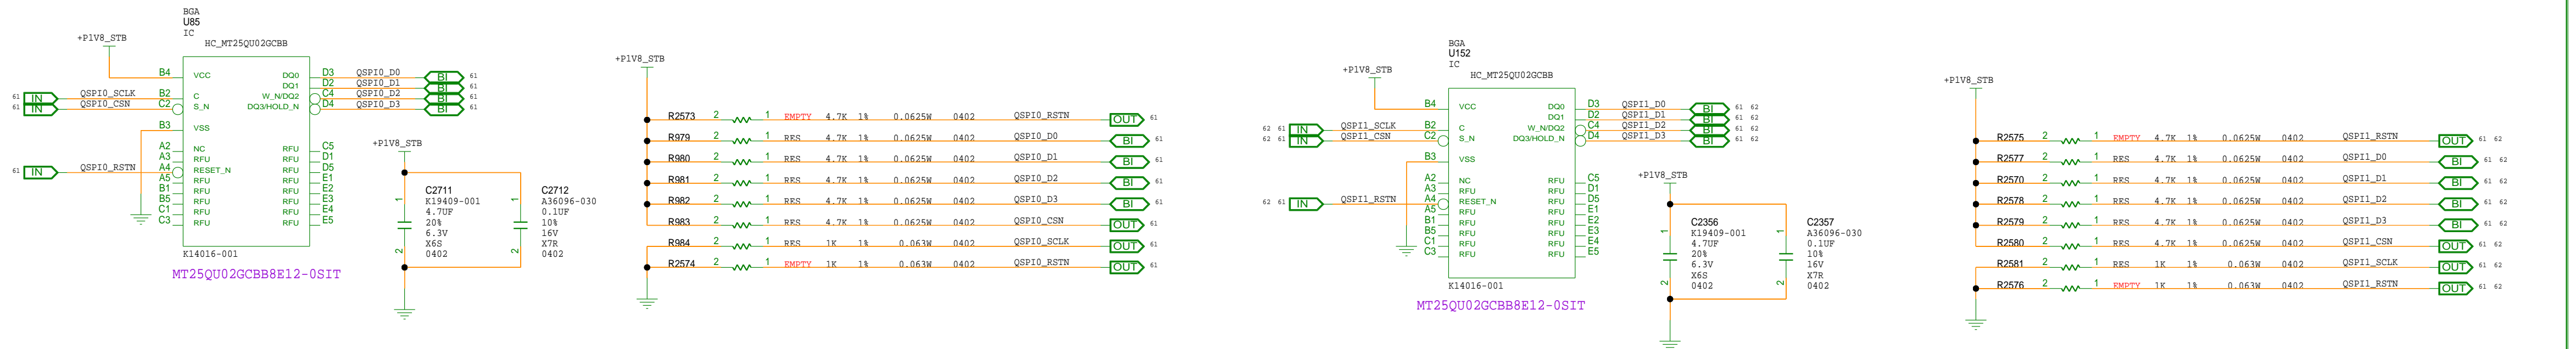 BGA
U85
IC
HC_MT25QU02GCBB
+P1V8_STB
B4 VCC DQ0 D3 QSPI0_D0 BI 61
DQ1 D2 QSPI0_D1 BI 61
61 IN QSPI0_SCLK B2 C W_N/DQ2 C4 QSPI0_D2 BI 61
61 IN QSPI0_CSN C2 S_N DQ3/HOLD_N D4 QSPI0_D3 BI 61
B3 VSS
A2 NC RFU C5
A3 RFU RFU D1
61 IN QSPI0_RSTN A4 RESET_N RFU D5
A5 RFU RFU E1
B1 RFU RFU E2
B5 RFU RFU E3
C1 RFU RFU E4
C3 RFU RFU E5
K14016-001
MT25QU02GCBB8E12-0SIT
+P1V8_STB
C2711
K19409-001
4.7UF
20%
6.3V
X6S
0402
1
2
C2712
A36096-030
0.1UF
10%
16V
X7R
0402
1
2
+P1V8_STB
R2573 2 1 EMPTY 4.7K 1% 0.0625W 0402 QSPI0_RSTN OUT 61
R979 2 1 RES 4.7K 1% 0.0625W 0402 QSPI0_D0 BI 61
R980 2 1 RES 4.7K 1% 0.0625W 0402 QSPI0_D1 BI 61
R981 2 1 RES 4.7K 1% 0.0625W 0402 QSPI0_D2 BI 61
R982 2 1 RES 4.7K 1% 0.0625W 0402 QSPI0_D3 BI 61
R983 2 1 RES 4.7K 1% 0.0625W 0402 QSPI0_CSN OUT 61
R984 2 1 RES 1K 1% 0.063W 0402 QSPI0_SCLK OUT 61
R2574 2 1 EMPTY 1K 1% 0.063W 0402 QSPI0_RSTN OUT 61
BGA
U152
IC
HC_MT25QU02GCBB
+P1V8_STB
B4 VCC DQ0 D3 QSPI1_D0 BI 61 62
DQ1 D2 QSPI1_D1 BI 61 62
62 61 IN QSPI1_SCLK B2 C W_N/DQ2 C4 QSPI1_D2 BI 61 62
62 61 IN QSPI1_CSN C2 S_N DQ3/HOLD_N D4 QSPI1_D3 BI 61 62
B3 VSS
A2 NC RFU C5
A3 RFU RFU D1
62 61 IN QSPI1_RSTN A4 RESET_N RFU D5
A5 RFU RFU E1
B1 RFU RFU E2
B5 RFU RFU E3
C1 RFU RFU E4
C3 RFU RFU E5
K14016-001
MT25QU02GCBB8E12-0SIT
+P1V8_STB
C2356
K19409-001
4.7UF
20%
6.3V
X6S
0402
1
2
C2357
A36096-030
0.1UF
10%
16V
X7R
0402
1
2
+P1V8_STB
R2575 2 1 EMPTY 4.7K 1% 0.0625W 0402 QSPI1_RSTN OUT 61 62
R2577 2 1 RES 4.7K 1% 0.0625W 0402 QSPI1_D0 BI 61 62
R2570 2 1 RES 4.7K 1% 0.0625W 0402 QSPI1_D1 BI 61 62
R2578 2 1 RES 4.7K 1% 0.0625W 0402 QSPI1_D2 BI 61 62
R2579 2 1 RES 4.7K 1% 0.0625W 0402 QSPI1_D3 BI 61 62
R2580 2 1 RES 4.7K 1% 0.0625W 0402 QSPI1_CSN OUT 61 62
R2581 2 1 RES 1K 1% 0.063W 0402 QSPI1_SCLK OUT 61 62
R2576 2 1 EMPTY 1K 1% 0.063W 0402 QSPI1_RSTN OUT 61 62